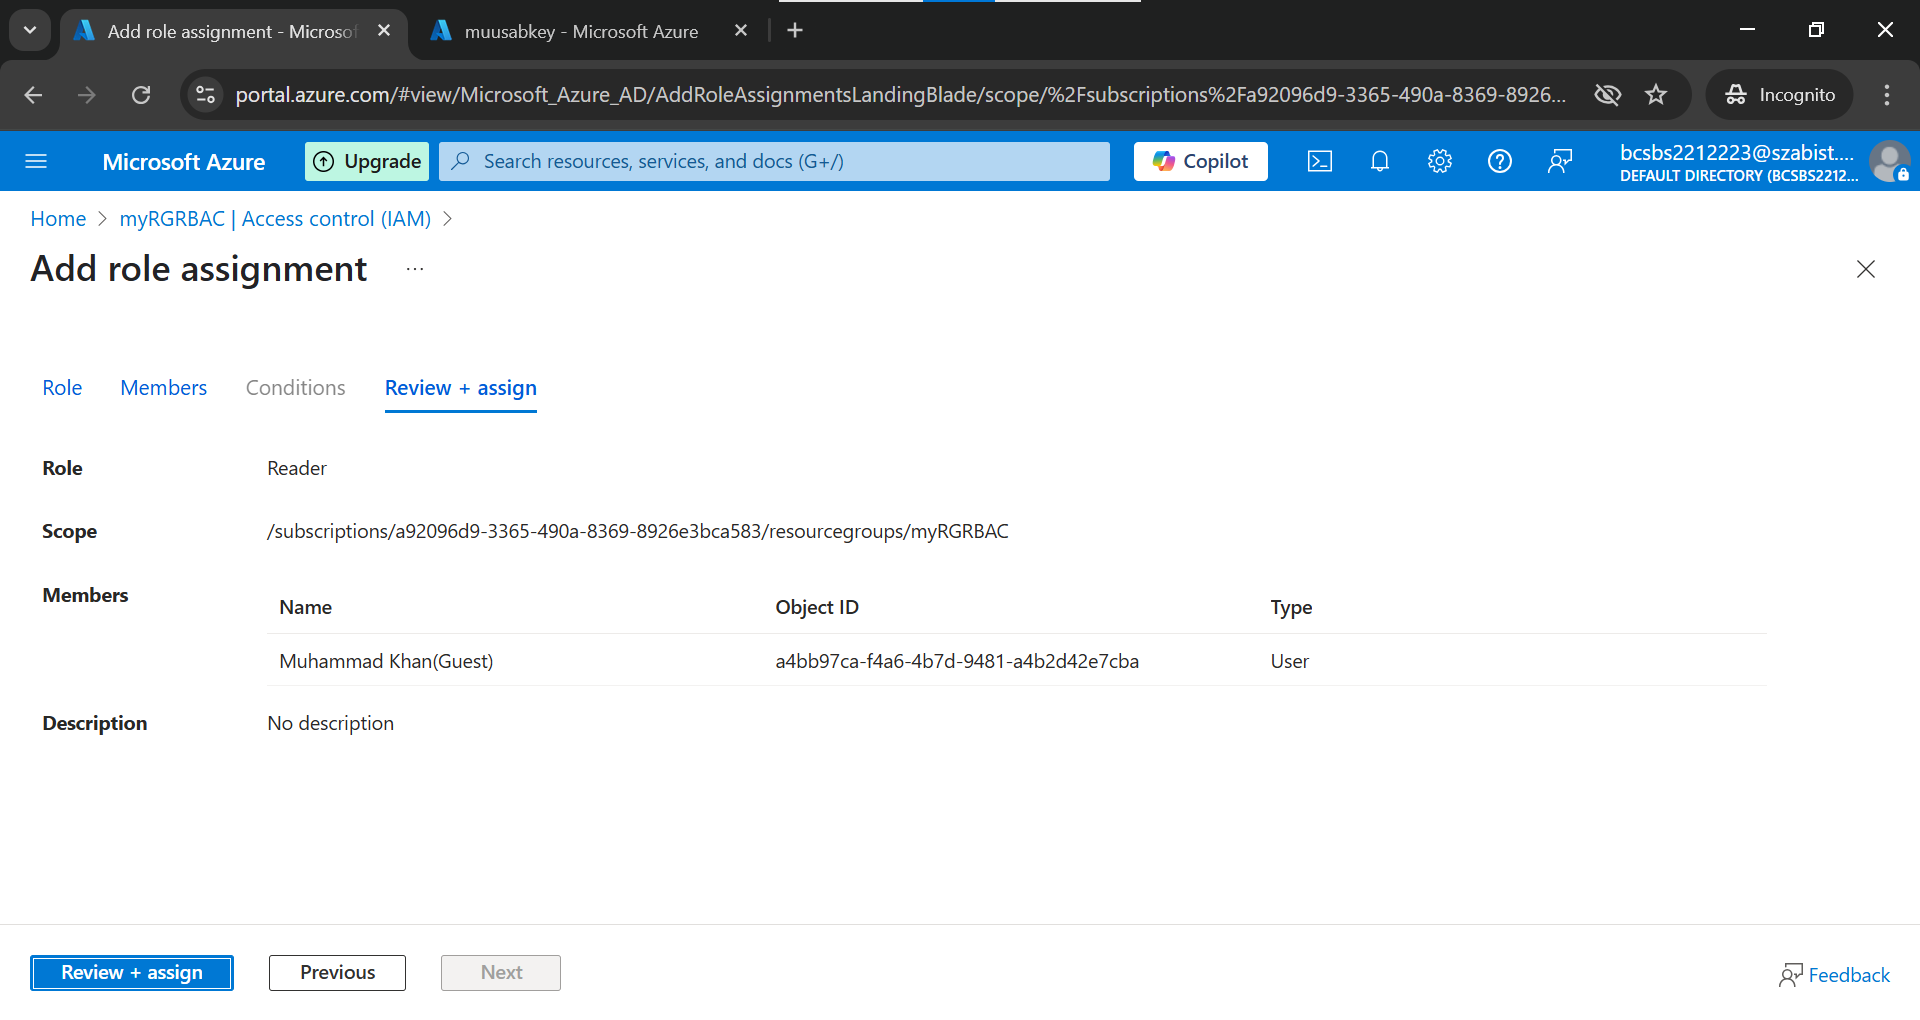 Add role assignment - Microsof
muusabkey - Microsoft Azure
portal.azure.com/#view/Microsoft_Azure_AD/AddRoleAssignmentsLandingBlade/scope/%2Fsubscriptions%2Fa92096d9-3365-490a-8369-8926...
Incognito
Microsoft Azure
Upgrade
Search resources, services, and docs (G+/)
Copilot
bcsbs2212223@szabist....
DEFAULT DIRECTORY (BCSBS2212...
Home > myRGRBAC | Access control (IAM) >
Add role assignment ...
Role Members Conditions Review + assign
Role Reader
Scope /subscriptions/a92096d9-3365-490a-8369-8926e3bca583/resourcegroups/myRGRBAC
Members
Name Object ID Type
Muhammad Khan(Guest) a4bb97ca-f4a6-4b7d-9481-a4b2d42e7cba User
Description No description
Review + assign Previous Next
Feedback